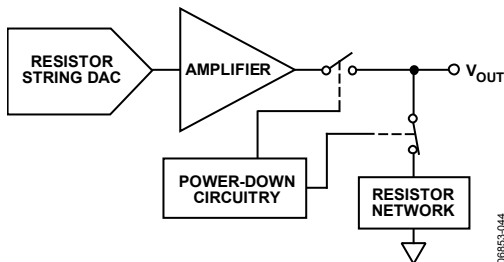 RESISTOR
STRING DAC
AMPLIFIER
VOUT
POWER-DOWN
CIRCUITRY
RESISTOR
NETWORK
06853-044